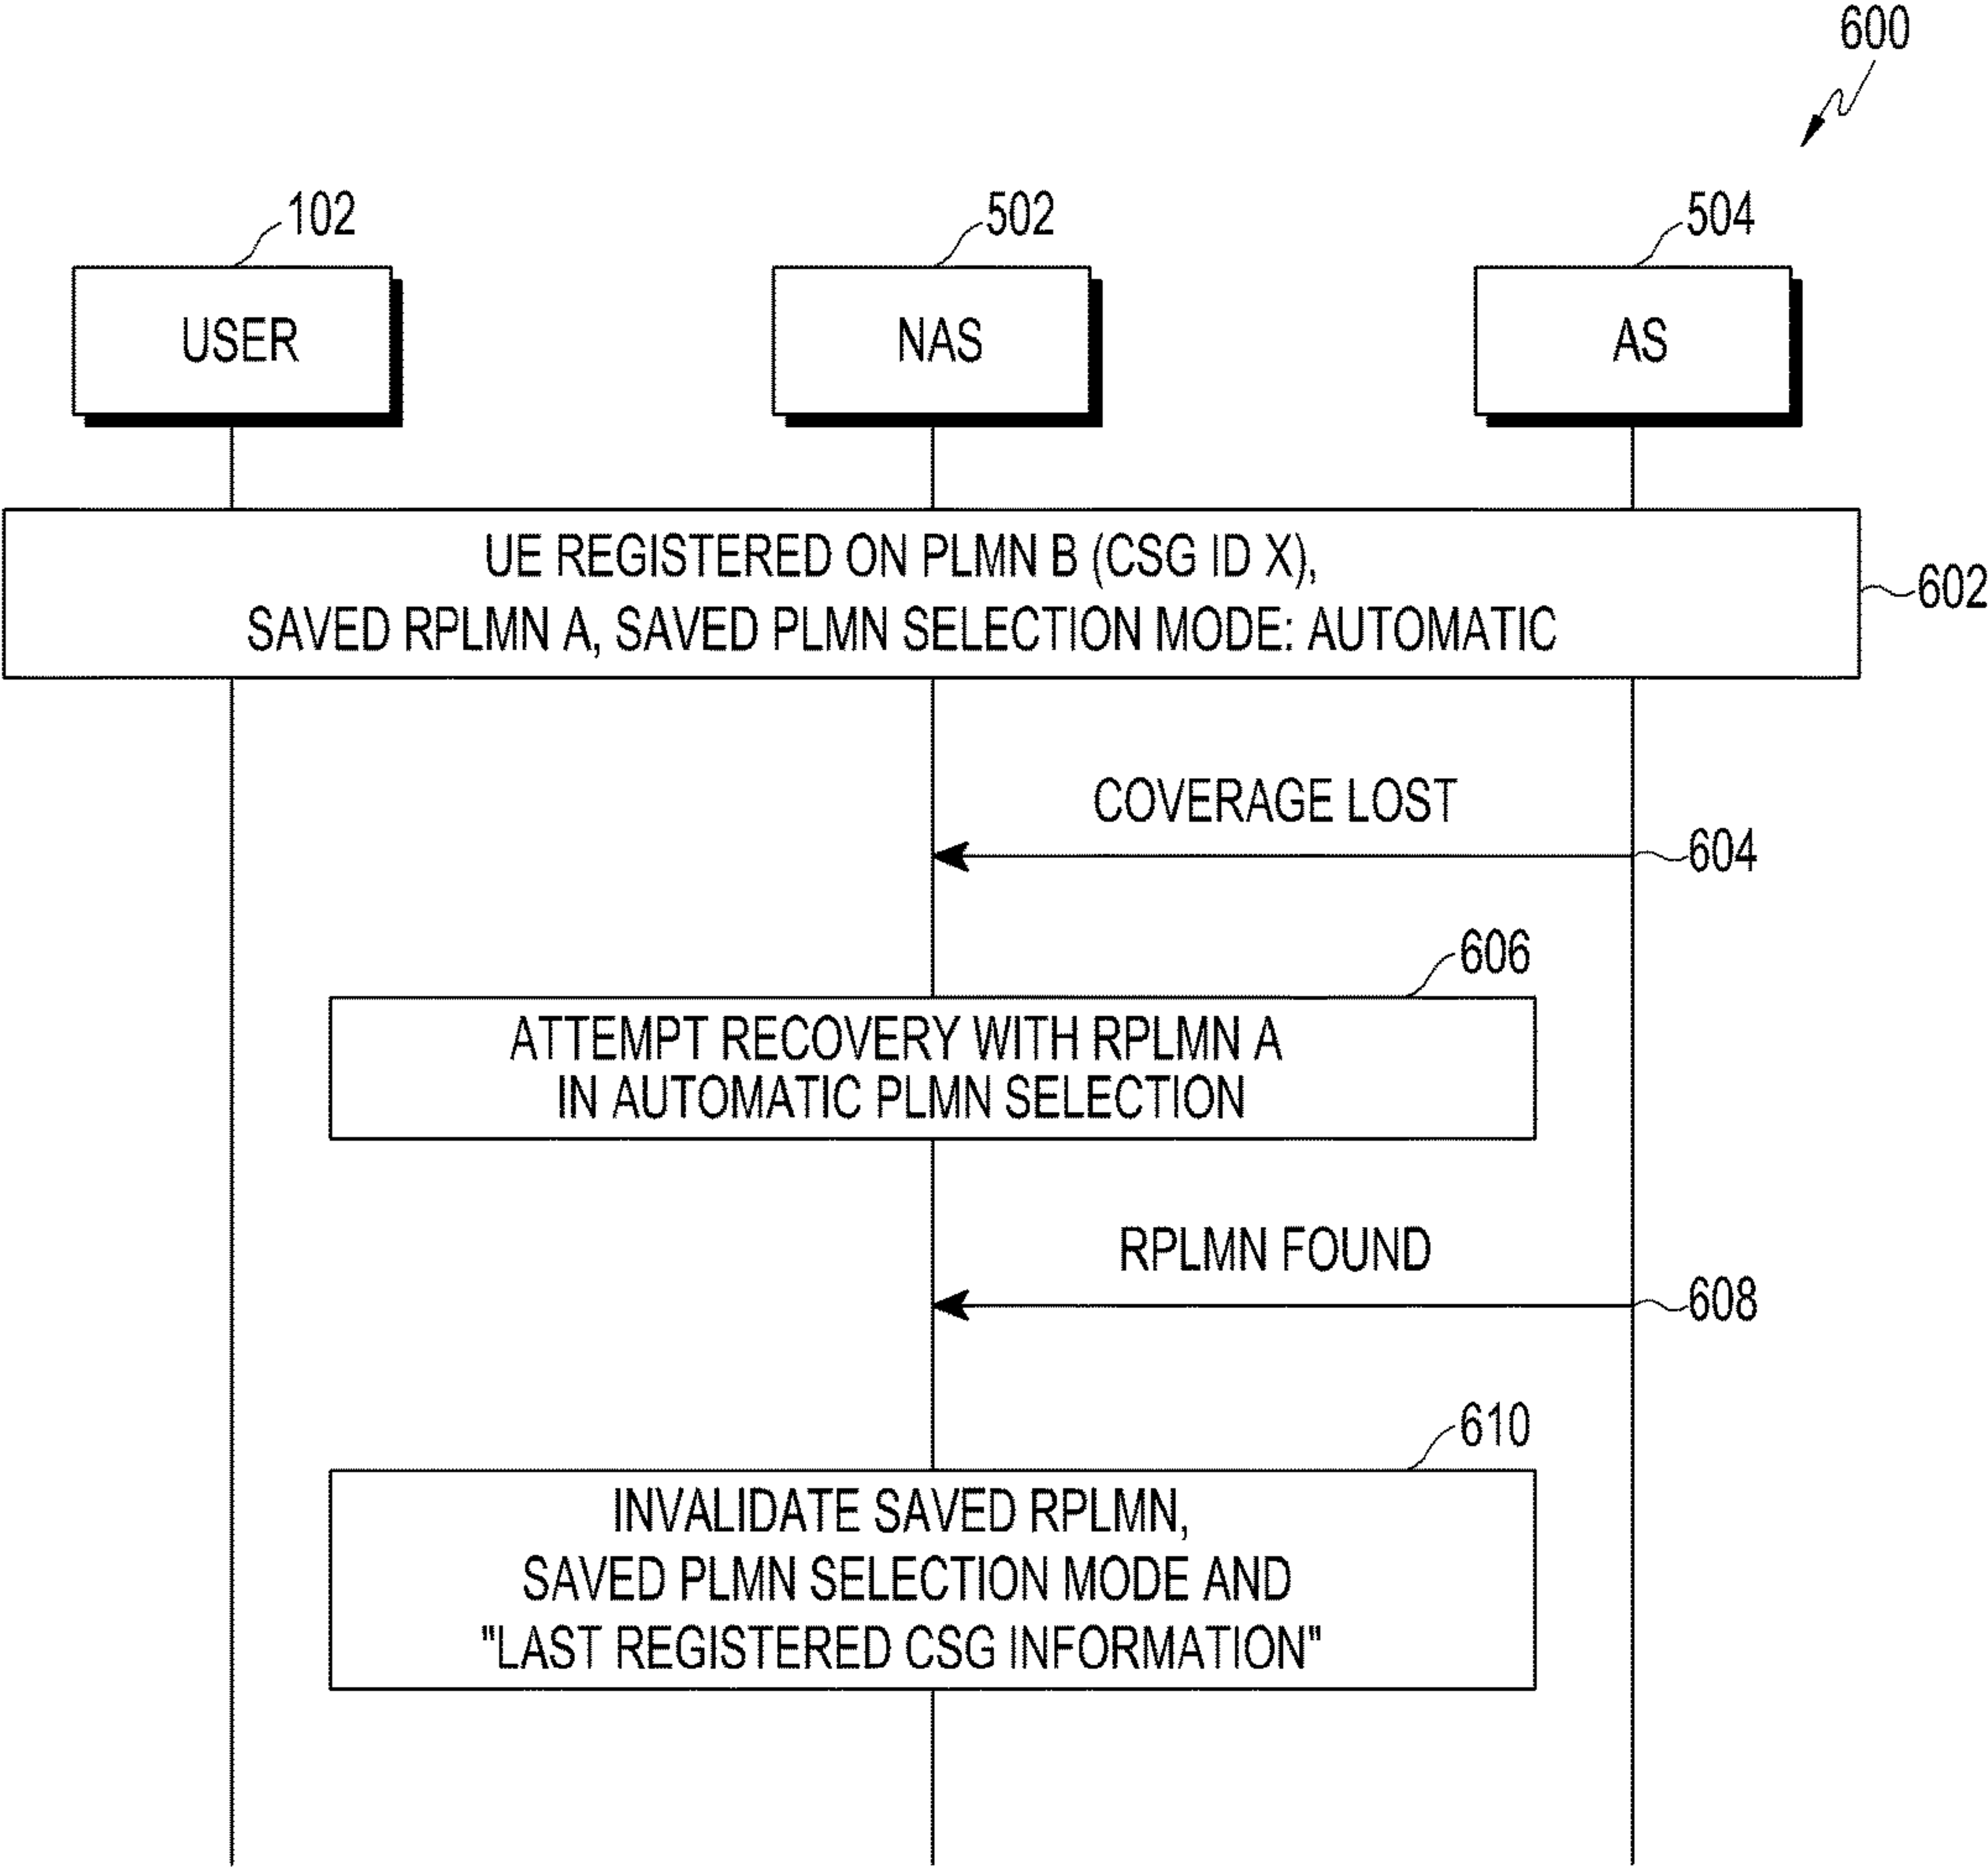 600
102
502
504
USER
NAS
AS
UE REGISTERED ON PLMN B (CSG ID X),
SAVED RPLMN A, SAVED PLMN SELECTION MODE: AUTOMATIC
602
COVERAGE LOST
604
606
ATTEMPT RECOVERY WITH RPLMN A
IN AUTOMATIC PLMN SELECTION
RPLMN FOUND
608
610
INVALIDATE SAVED RPLMN,
SAVED PLMN SELECTION MODE AND
"LAST REGISTERED CSG INFORMATION"